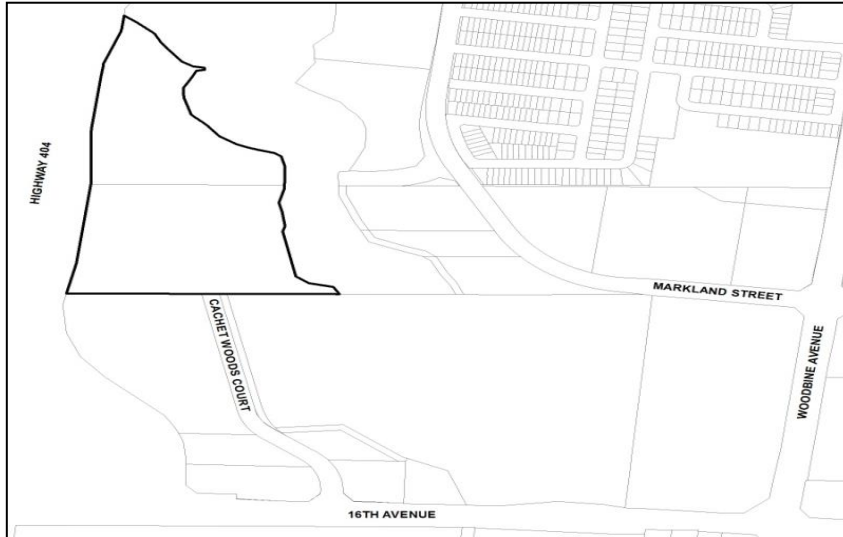 HIGHWAY 404
MARKLAND STREET
CACHET WOODS COURT
WOODBINE AVENUE
16TH AVENUE